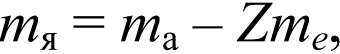 mя = mа – Zme,